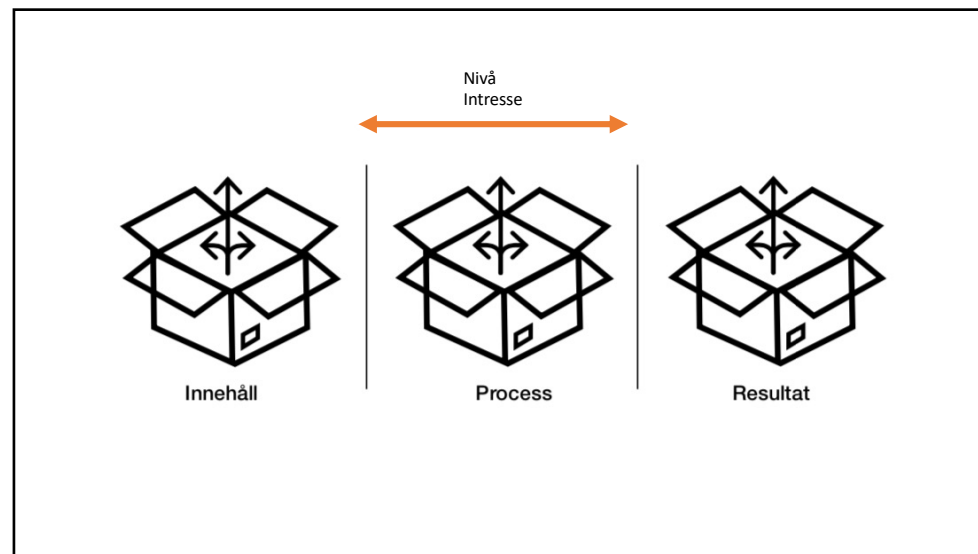 Nivå
Intresse
Innehåll
Process
Resultat